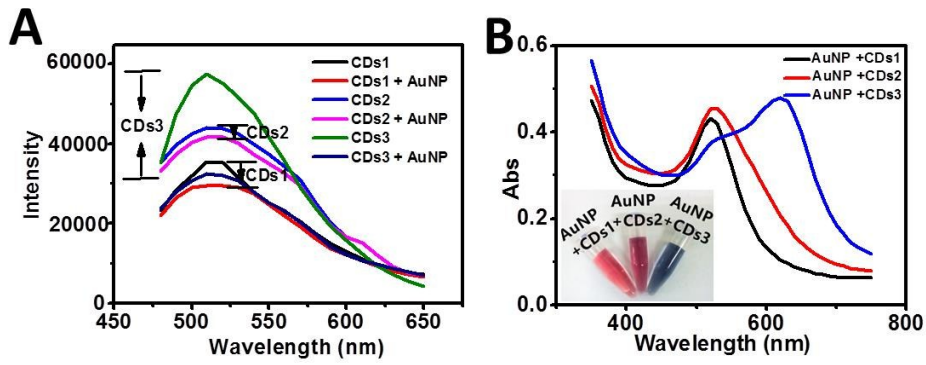 A
60000
40000
20000
0
Intensity
450
500
550
600
650
Wavelength (nm)
CDs1
CDs1 + AuNP
CDs2
CDs2 + AuNP
CDs3
CDs3 + AuNP
CDs3
CDs2
CDs1
B
0.6
0.4
0.2
0.0
Abs
400
600
800
Wavelength (nm)
AuNP +CDs1
AuNP +CDs2
AuNP +CDs3
AuNP
+CDs1
AuNP
+CDs2
AuNP
+CDs3